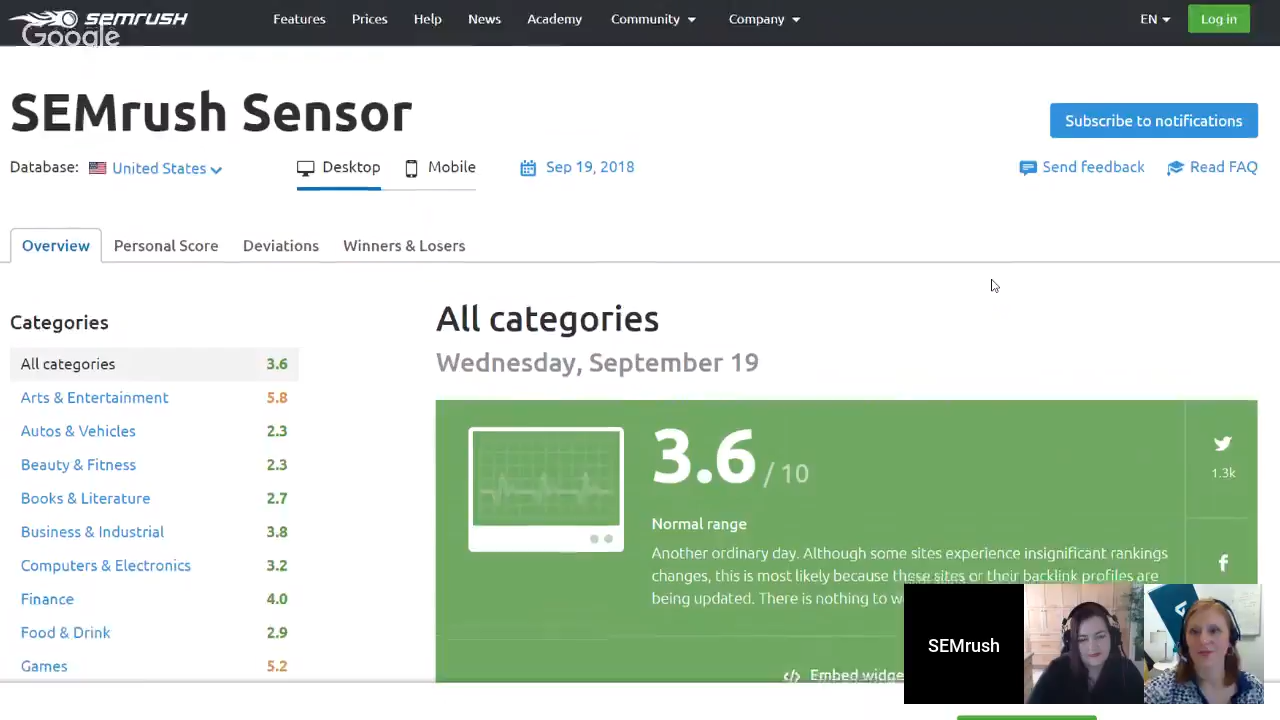 SEMRUSH Features Prices Help News Academy Community Company EN Log in
Google
SEMrush Sensor
Subscribe to notifications
Database: United States Desktop Mobile Sep 19, 2018 Send feedback Read FAQ
Overview Personal Score Deviations Winners & Losers
Categories
All categories 3.6
Arts & Entertainment 5.8
Autos & Vehicles 2.3
Beauty & Fitness 2.3
Books & Literature 2.7
Business & Industrial 3.8
Computers & Electronics 3.2
Finance 4.0
Food & Drink 2.9
Games 5.2
All categories
Wednesday, September 19
3.6 / 10
1.3k
Normal range
Another ordinary day. Although some sites experience insignificant rankings
changes, this is most likely because these sites or their backlink profiles are
being updated. There is nothing to
</> Embed widge
SEMrush